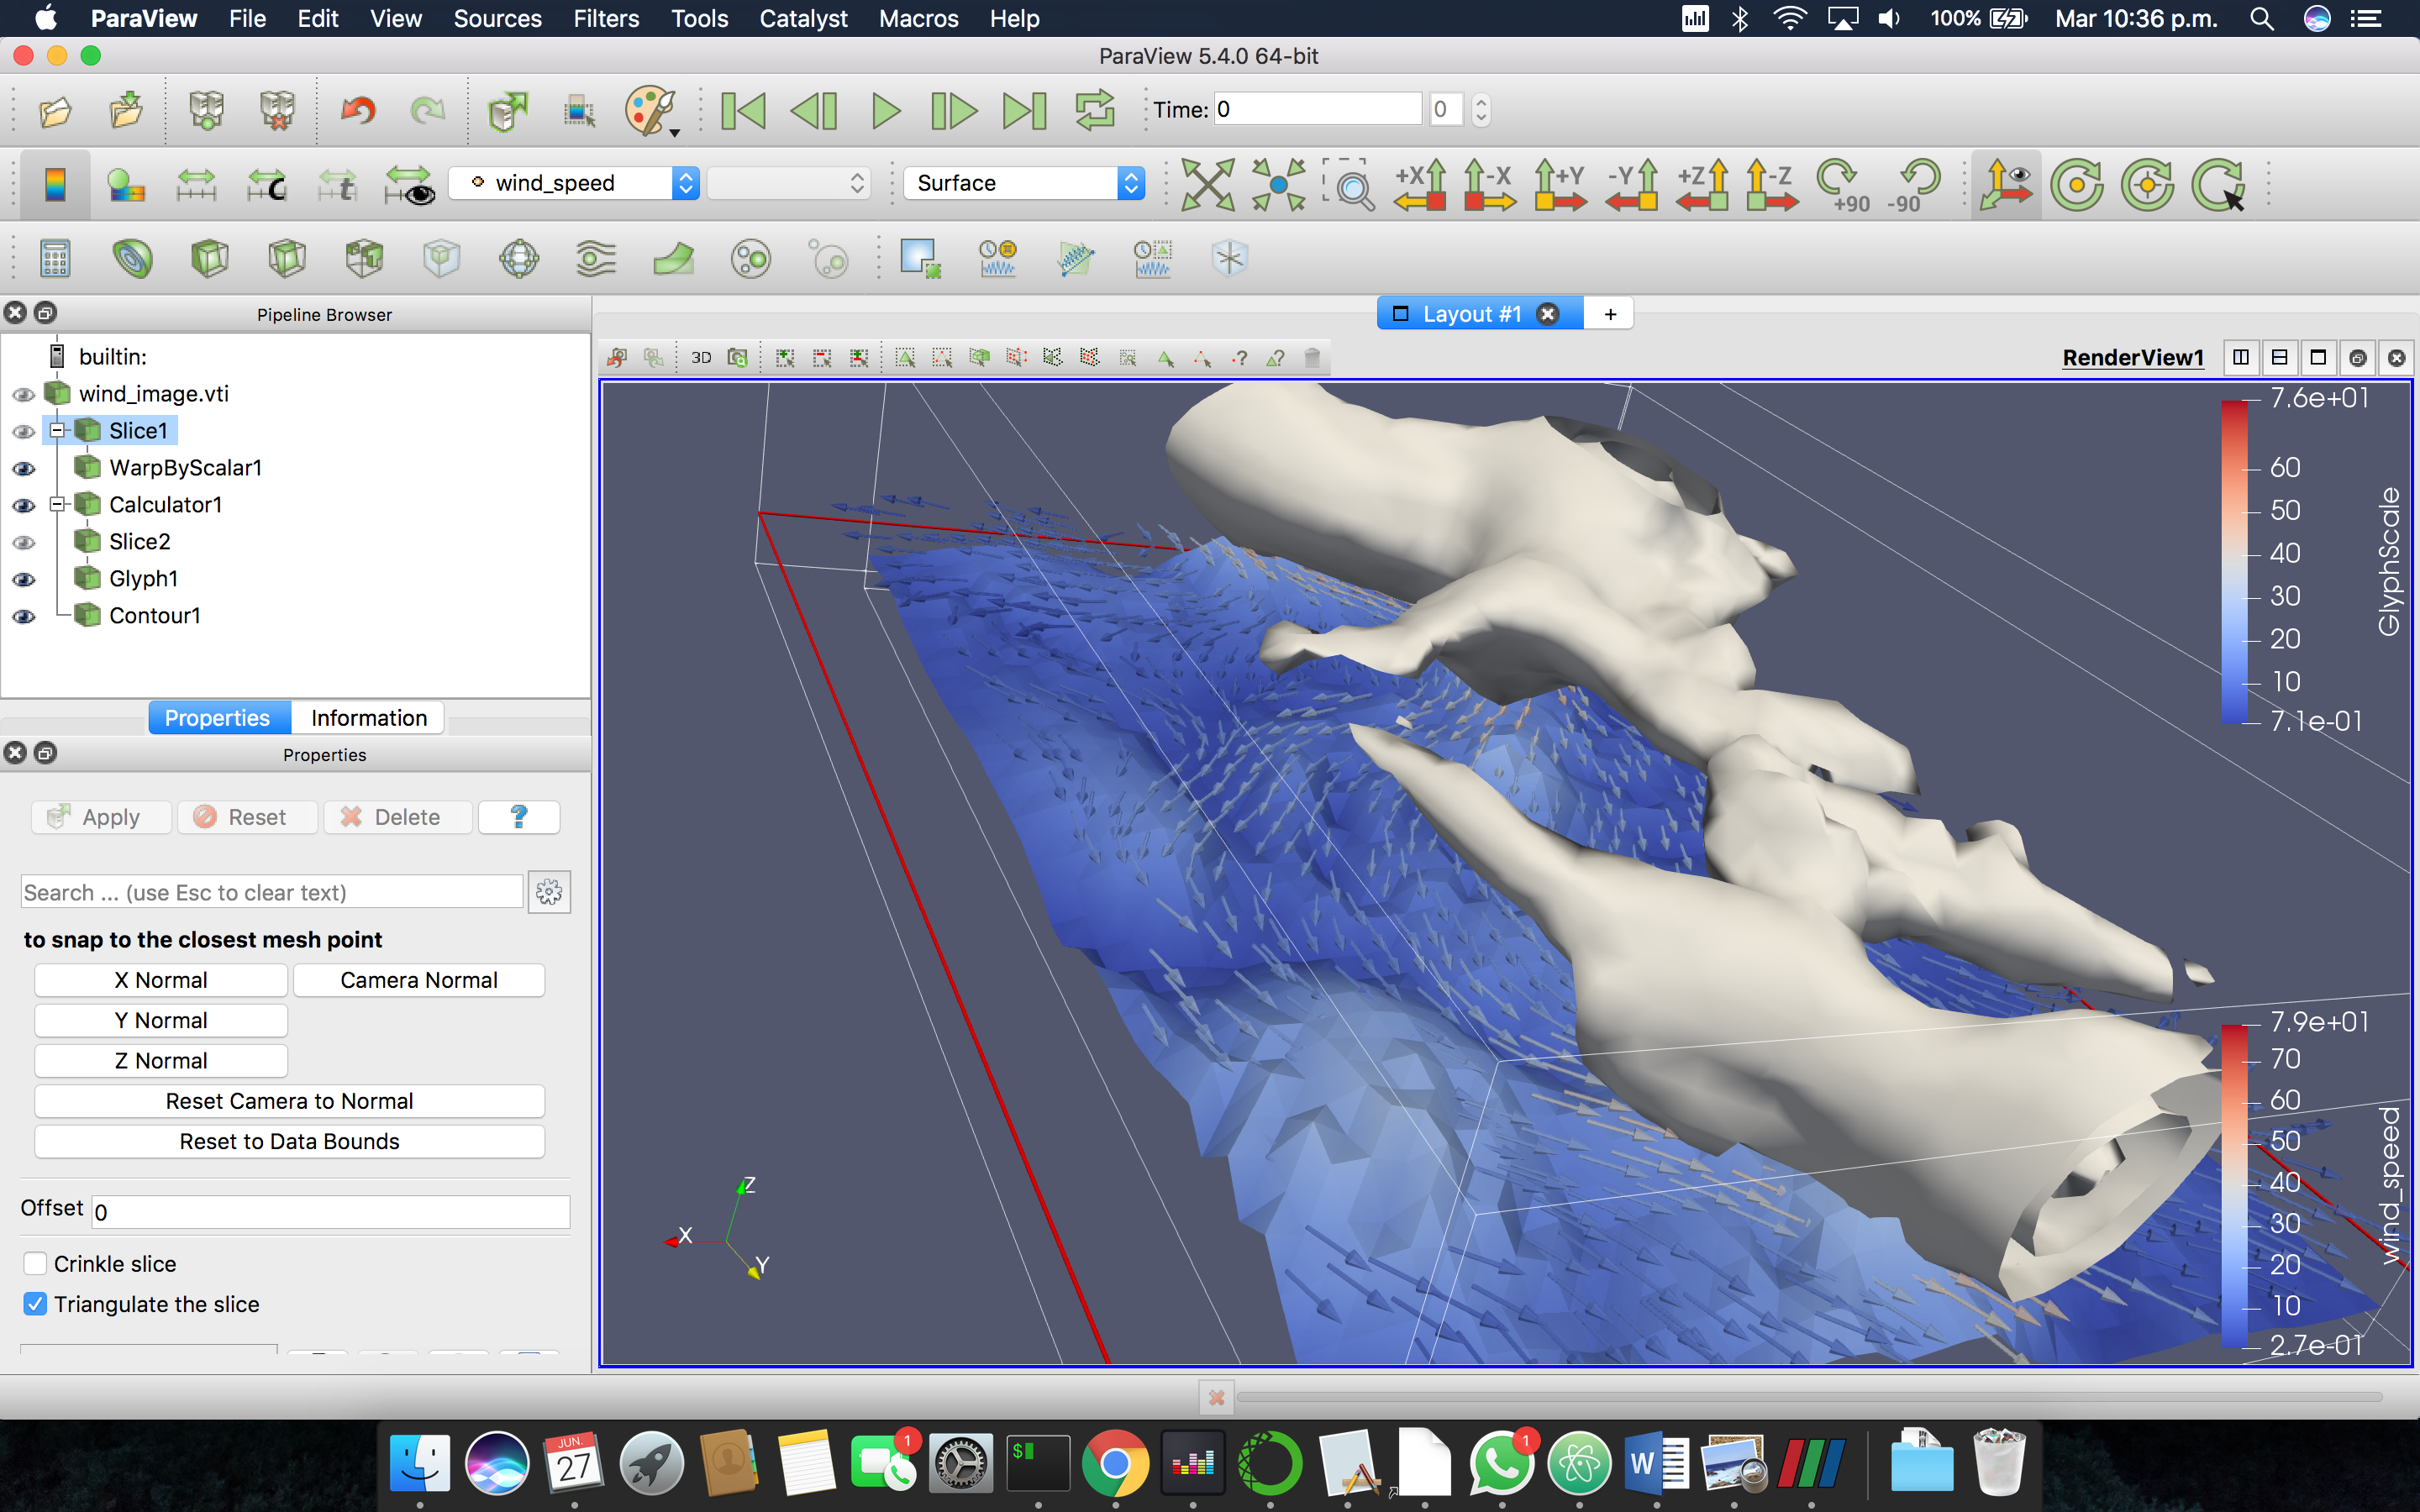 ParaView File Edit View Sources Filters Tools Catalyst Macros Help 100% Mar 10:36 p.m.
ParaView 5.4.0 64-bit
Time: 0 0
C t wind_speed Surface +X -X +Y -Y +Z -Z +90 -90
Pipeline Browser
Layout #1 +
builtin:
3D ? ? RenderView1
wind_image.vti
Slice1
WarpByScalar1
Calculator1
Slice2
Glyph1
Contour1
Properties Information
Properties
Apply Reset Delete ?
Search ... (use Esc to clear text)
to snap to the closest mesh point
X Normal Camera Normal
Y Normal
Z Normal
Reset Camera to Normal
Reset to Data Bounds
Offset 0
Crinkle slice
Triangulate the slice
7.6e+01
60
50
40
30
20
10
7.1e-01
GlyphScale
7.9e+01
70
60
50
40
30
20
10
2.7e-01
wind_speed
Z
X
Y
JUN.
27
1
$
1
W